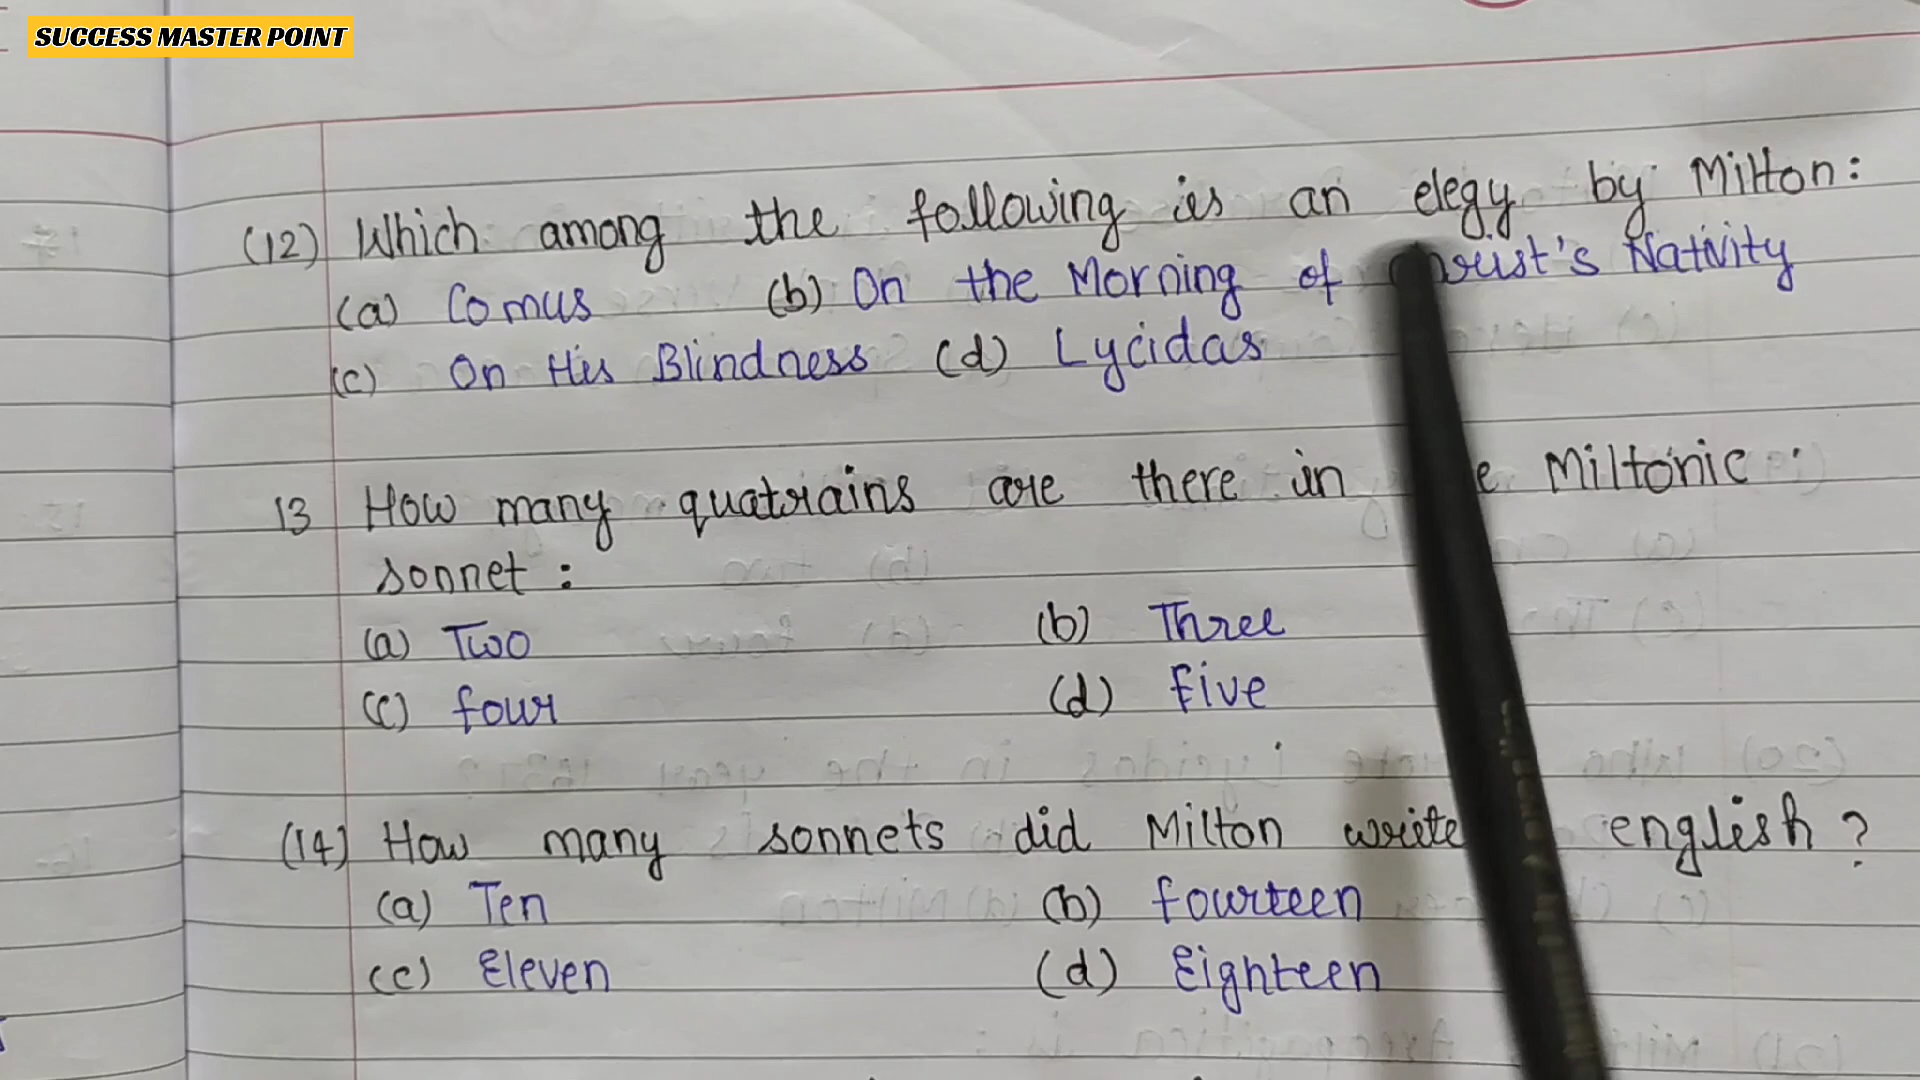 SUCCESS MASTER POINT
(12) Which among the following is an elegy by Milton:
(a) Comus (b) On the Morning of Christ's Nativity
(c) On His Blindness (d) Lycidas
13 How many quatrains are there in Miltonic
sonnet :
(a) Two (b) Three
(c) four (d) Five
(14) How many sonnets did Milton write english ?
(a) Ten (b) fourteen
(c) Eleven (d) Eighteen